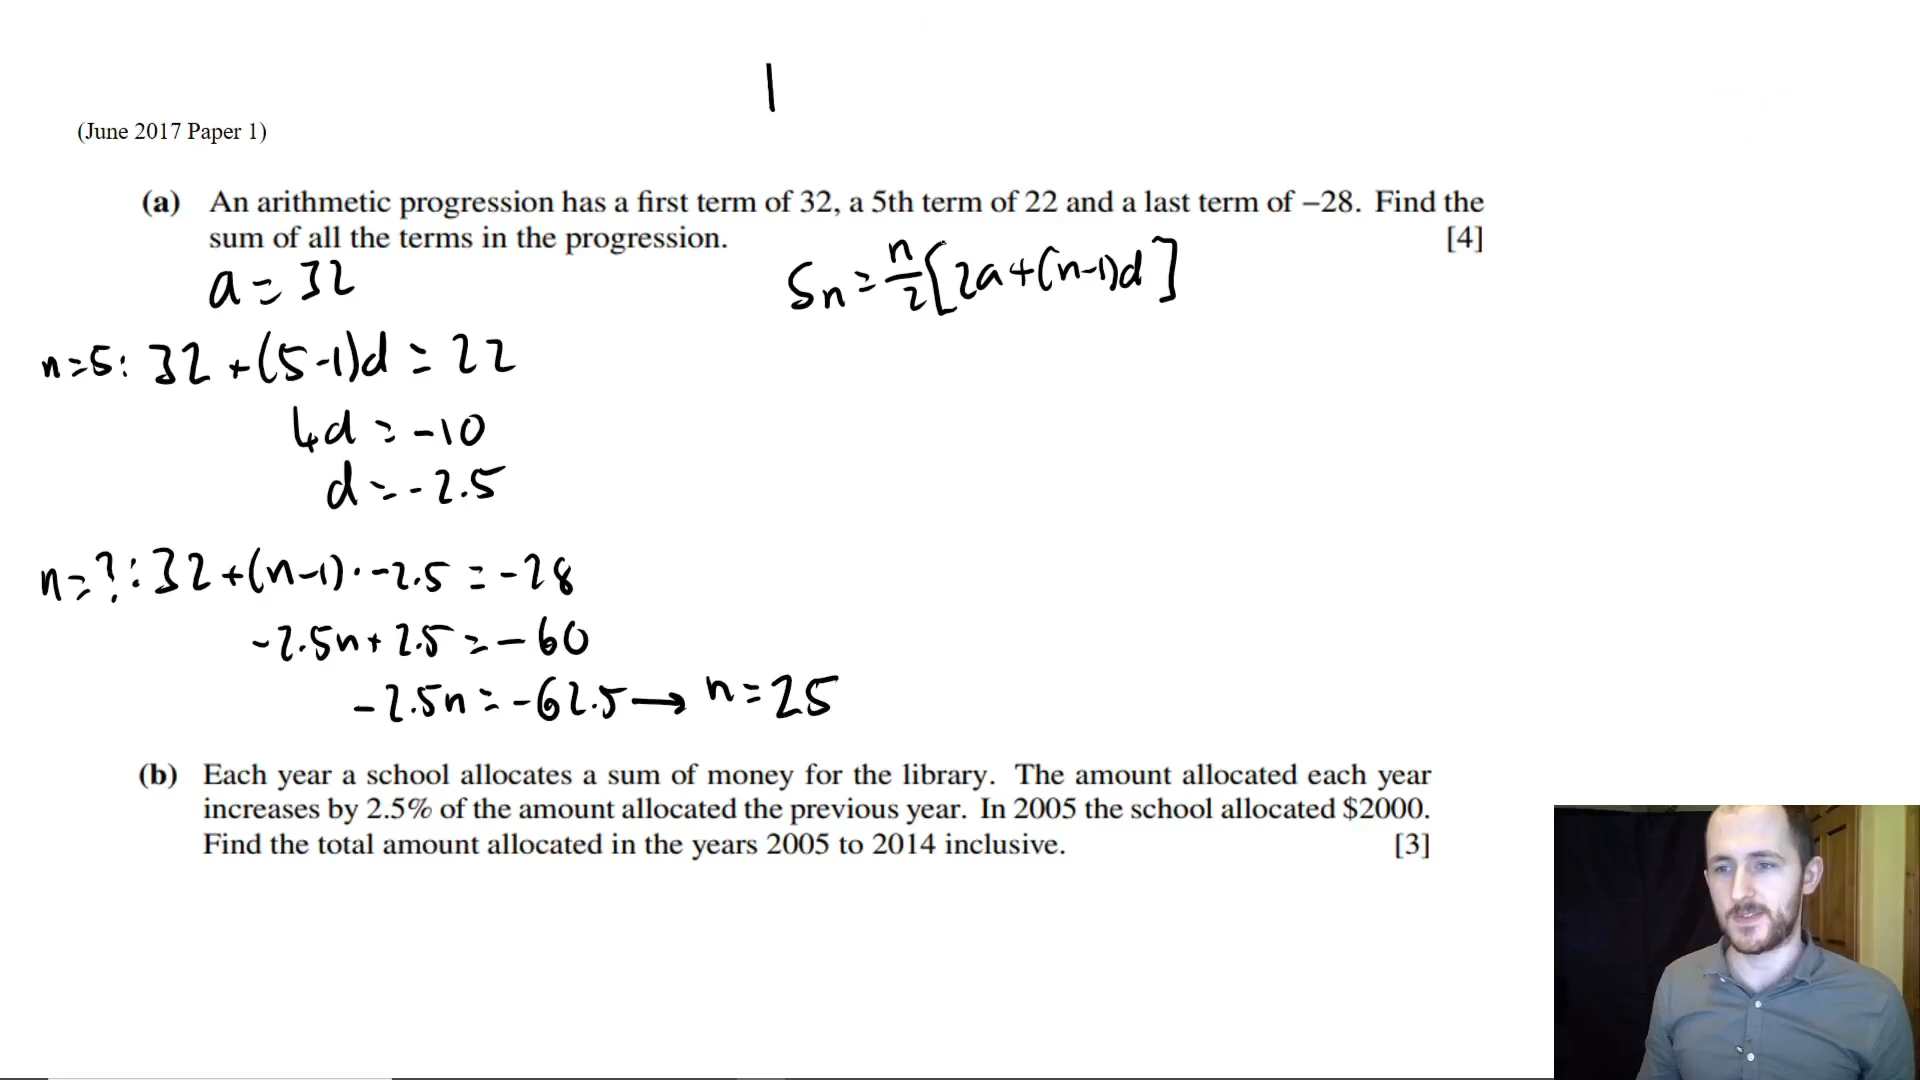 (June 2017 Paper 1)
(a) An arithmetic progression has a first term of 32, a 5th term of 22 and a last term of −28. Find the
sum of all the terms in the progression. [4]
a = 32
Sn = n/2 [2a+(n-1)d]
n=5: 32 + (5-1)d = 22
4d = -10
d = -2.5
n=?: 32 + (n-1)·-2.5 = -28
-2.5n + 2.5 = -60
-2.5n = -62.5 → n = 25
(b) Each year a school allocates a sum of money for the library. The amount allocated each year
increases by 2.5% of the amount allocated the previous year. In 2005 the school allocated $2000.
Find the total amount allocated in the years 2005 to 2014 inclusive. [3]